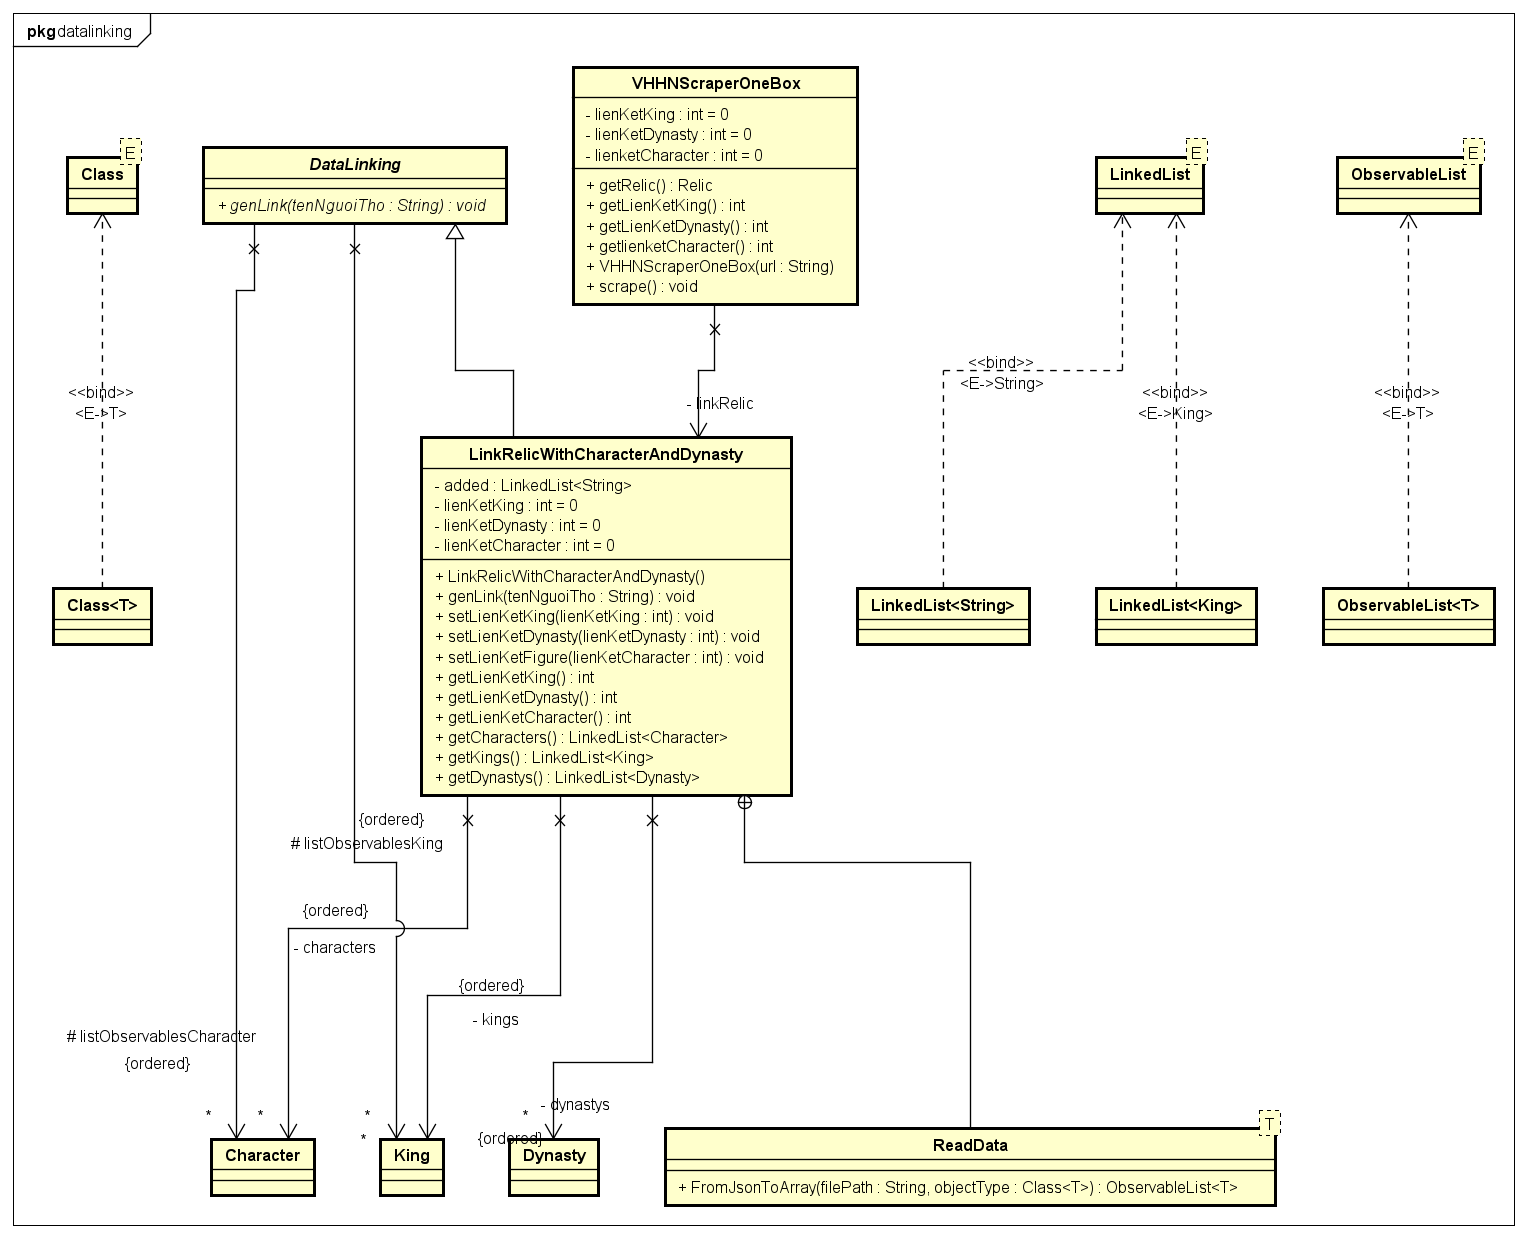 pkg datalinking
VHHNScraperOneBox
- lienKetKing : int = 0
- lienKetDynasty : int = 0
- lienketCharacter : int = 0
+ getRelic() : Relic
+ getLienKetKing() : int
+ getLienKetDynasty() : int
+ getlienketCharacter() : int
+ VHHNScraperOneBox(url : String)
+ scrape() : void
E
Class
DataLinking
+ genLink(tenNguoiTho : String) : void
E
LinkedList
E
ObservableList
<<bind>>
<E->T>
<<bind>>
<E->String>
<<bind>>
<E->King>
<<bind>>
<E->T>
- linkRelic
LinkRelicWithCharacterAndDynasty
- added : LinkedList<String>
- lienKetKing : int = 0
- lienKetDynasty : int = 0
- lienKetCharacter : int = 0
+ LinkRelicWithCharacterAndDynasty()
+ genLink(tenNguoiTho : String) : void
+ setLienKetKing(lienKetKing : int) : void
+ setLienKetDynasty(lienKetDynasty : int) : void
+ setLienKetFigure(lienKetCharacter : int) : void
+ getLienKetKing() : int
+ getLienKetDynasty() : int
+ getLienKetCharacter() : int
+ getCharacters() : LinkedList<Character>
+ getKings() : LinkedList<King>
+ getDynastys() : LinkedList<Dynasty>
Class<T>
LinkedList<String>
LinkedList<King>
ObservableList<T>
{ordered}
# listObservablesKing
{ordered}
- characters
{ordered}
- kings
# listObservablesCharacter
{ordered}
- dynastys
*
*
*
*
*
{ordered}
Character
King
Dynasty
T
ReadData
+ FromJsonToArray(filePath : String, objectType : Class<T>) : ObservableList<T>